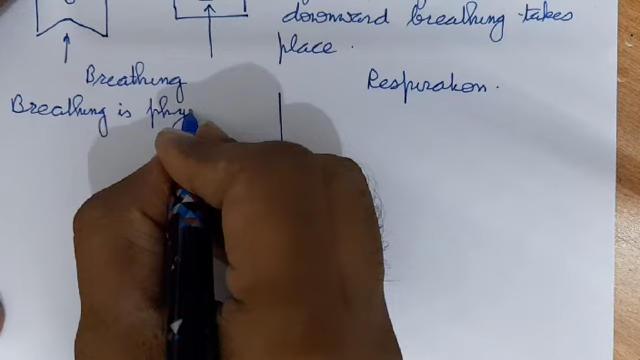 downward breathing takes
place.
Breathing
Respiration.
Breathing is phy